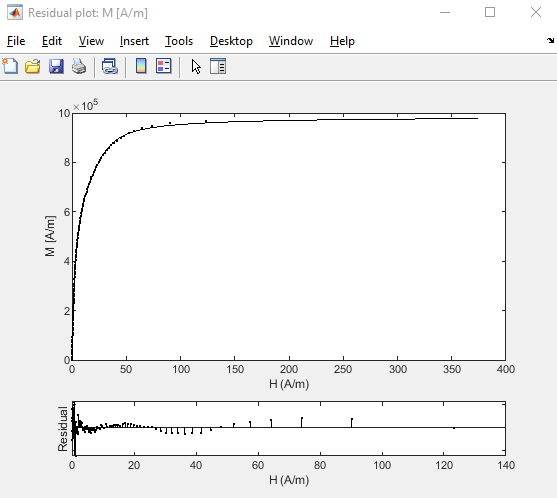 Residual plot: M [A/m]
File Edit View Insert Tools Desktop Window Help
×10⁵
10
8
6
4
2
0
M [A/m]
0 50 100 150 200 250 300 350 400
H (A/m)
Residual
0 20 40 60 80 100 120 140
H (A/m)